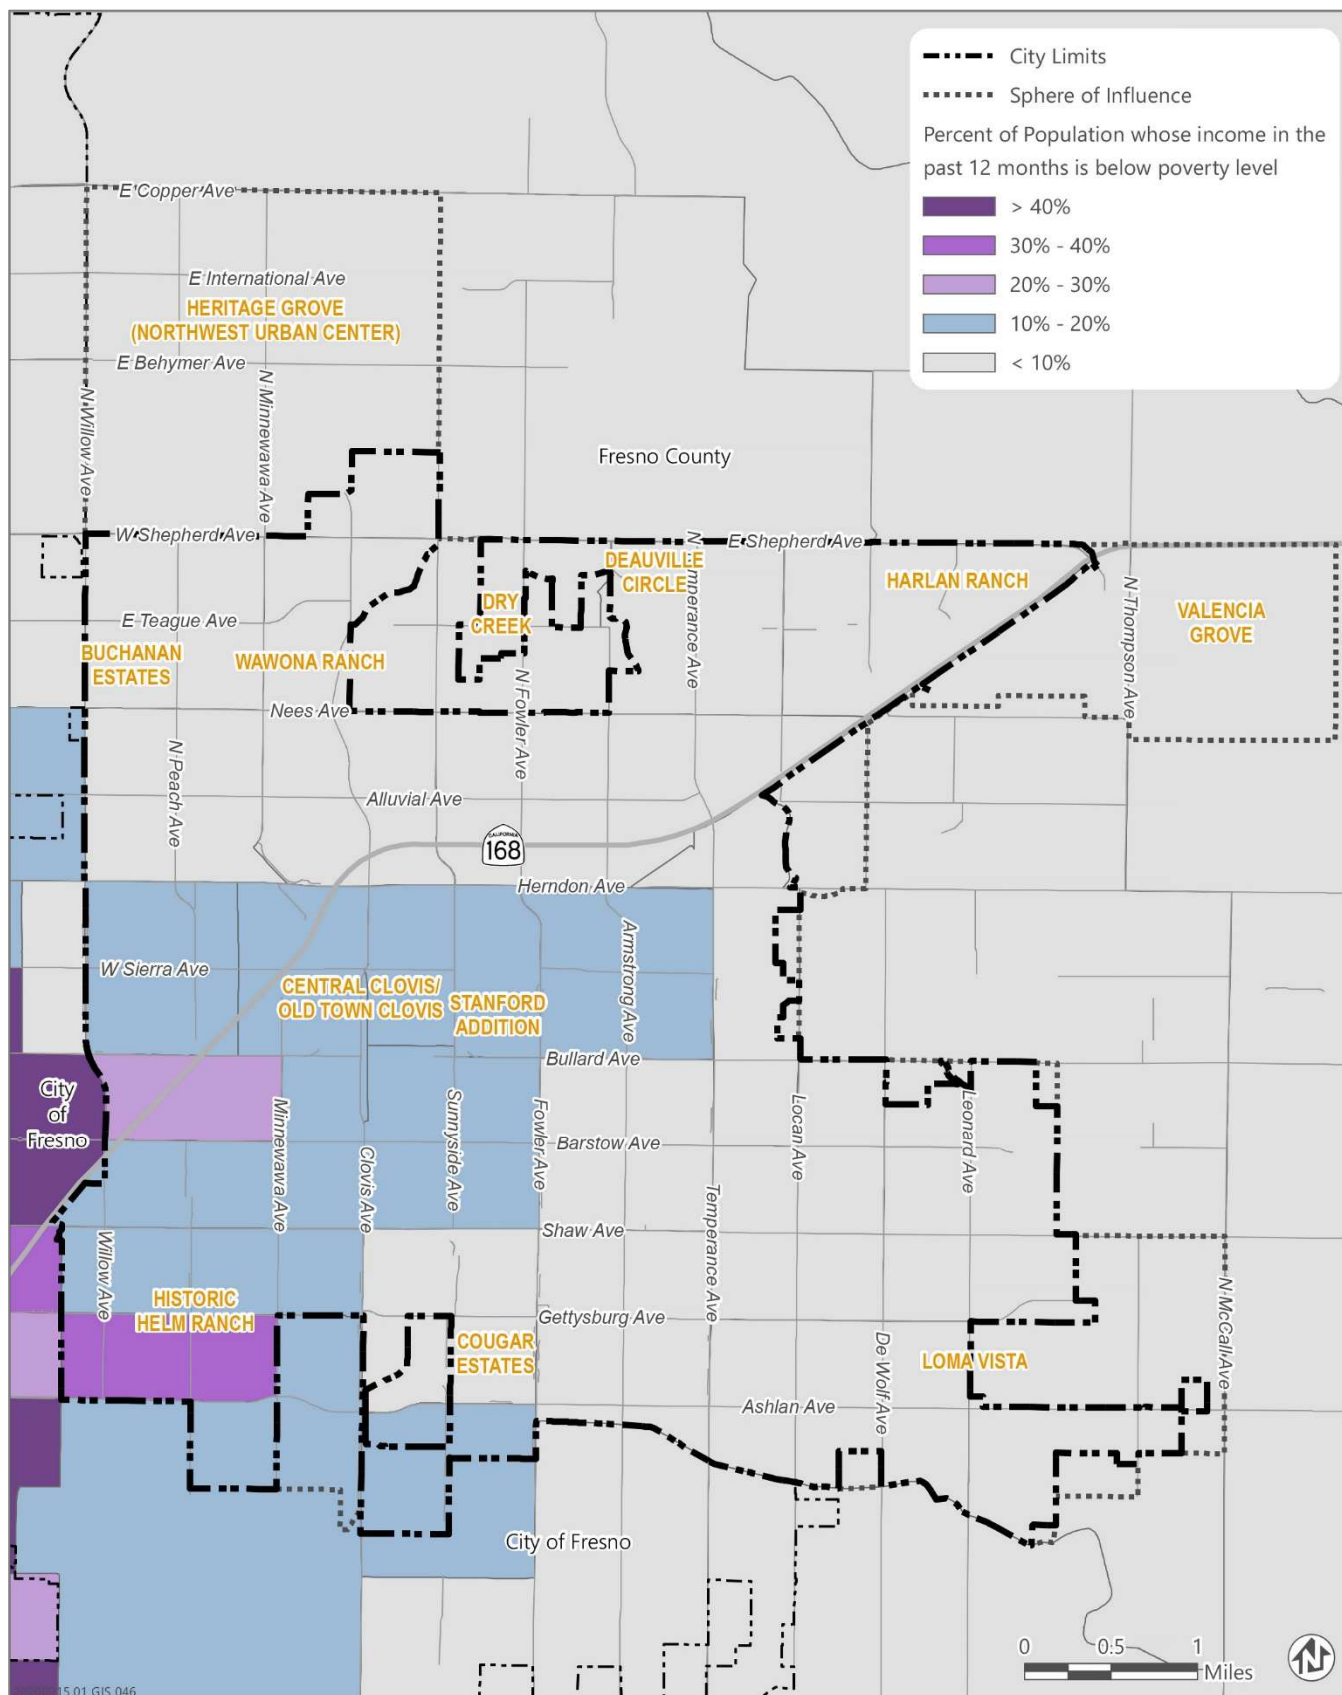 City Limits
Sphere of Influence
Percent of Population whose income in the
past 12 months is below poverty level
> 40%
30% - 40%
20% - 30%
10% - 20%
< 10%
E Copper Ave
E International Ave
HERITAGE GROVE
(NORTHWEST URBAN CENTER)
E Behymer Ave
N Willow Ave
N Minnewawa Ave
Fresno County
W Shepherd Ave
E Shepherd Ave
DEAUVILLE
CIRCLE
HARLAN RANCH
N Thompson Ave
VALENCIA
GROVE
DRY
CREEK
E Teague Ave
BUCHANAN
ESTATES
WAWONA RANCH
Nees Ave
N Fowler Ave
N Peach Ave
Alluvial Ave
CALIFORNIA
168
Herndon Ave
Armstrong Ave
W Sierra Ave
CENTRAL CLOVIS/
OLD TOWN CLOVIS
STANFORD
ADDITION
Bullard Ave
City
of
Fresno
Minnewawa Ave
Clovis Ave
Sunnyside Ave
Fowler Ave
Barstow Ave
Locan Ave
Leonard Ave
Temperance Ave
Shaw Ave
Willow Ave
HISTORIC
HELM RANCH
Gettysburg Ave
COUGAR
ESTATES
De Wolf Ave
LOMA VISTA
N McCall Ave
Ashlan Ave
City of Fresno
0 0.5 1
Miles
N